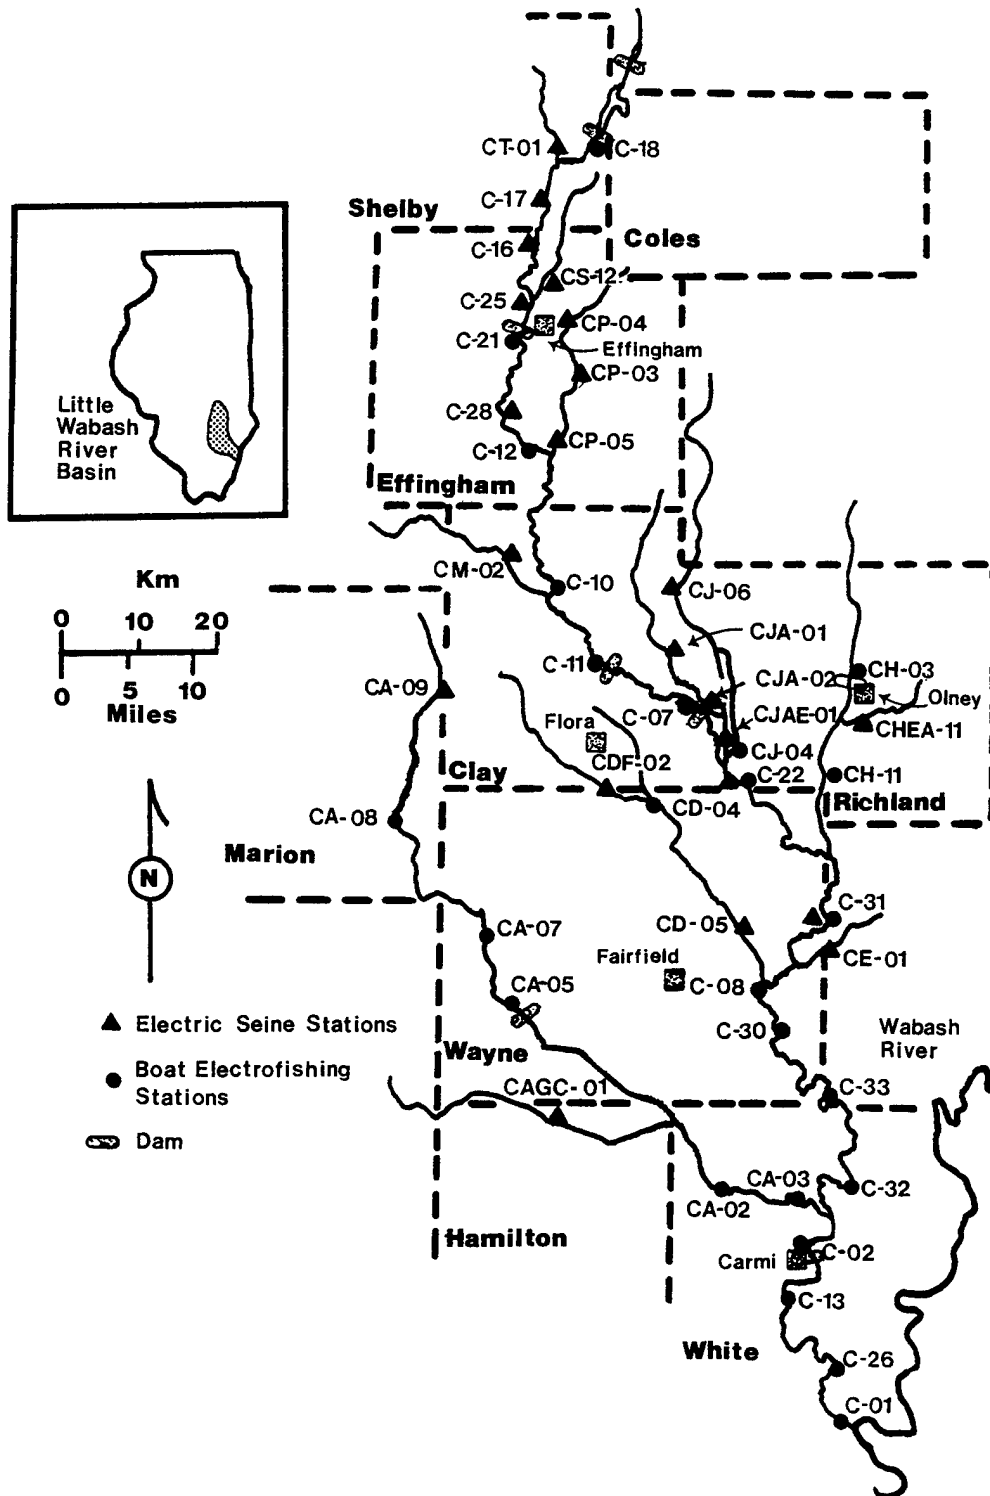 CT-01
C-18
C-17
Shelby
Coles
C-16
CS-12
C-25
CP-04
C-21
Effingham
CP-03
C-28
CP-05
C-12
Effingham
Little
Wabash
River
Basin
CM-02
C-10
CJ-06
Km
0 10 20
0 5 10
Miles
CJA-01
C-11
CH-03
CA-09
CJA-02
Olney
C-07
CJAE-01
CHEA-11
Flora
CDF-02
CJ-04
C-22
CH-11
Clay
CD-04
Richland
CA-08
Marion
N
C-31
CA-07
CD-05
CE-01
Fairfield
C-08
CA-05
C-30
Wabash
River
Electric Seine Stations
Boat Electrofishing
Stations
Dam
Wayne
CAGC-01
C-33
CA-03
C-32
CA-02
Hamilton
C-02
Carmi
C-13
White
C-26
C-01